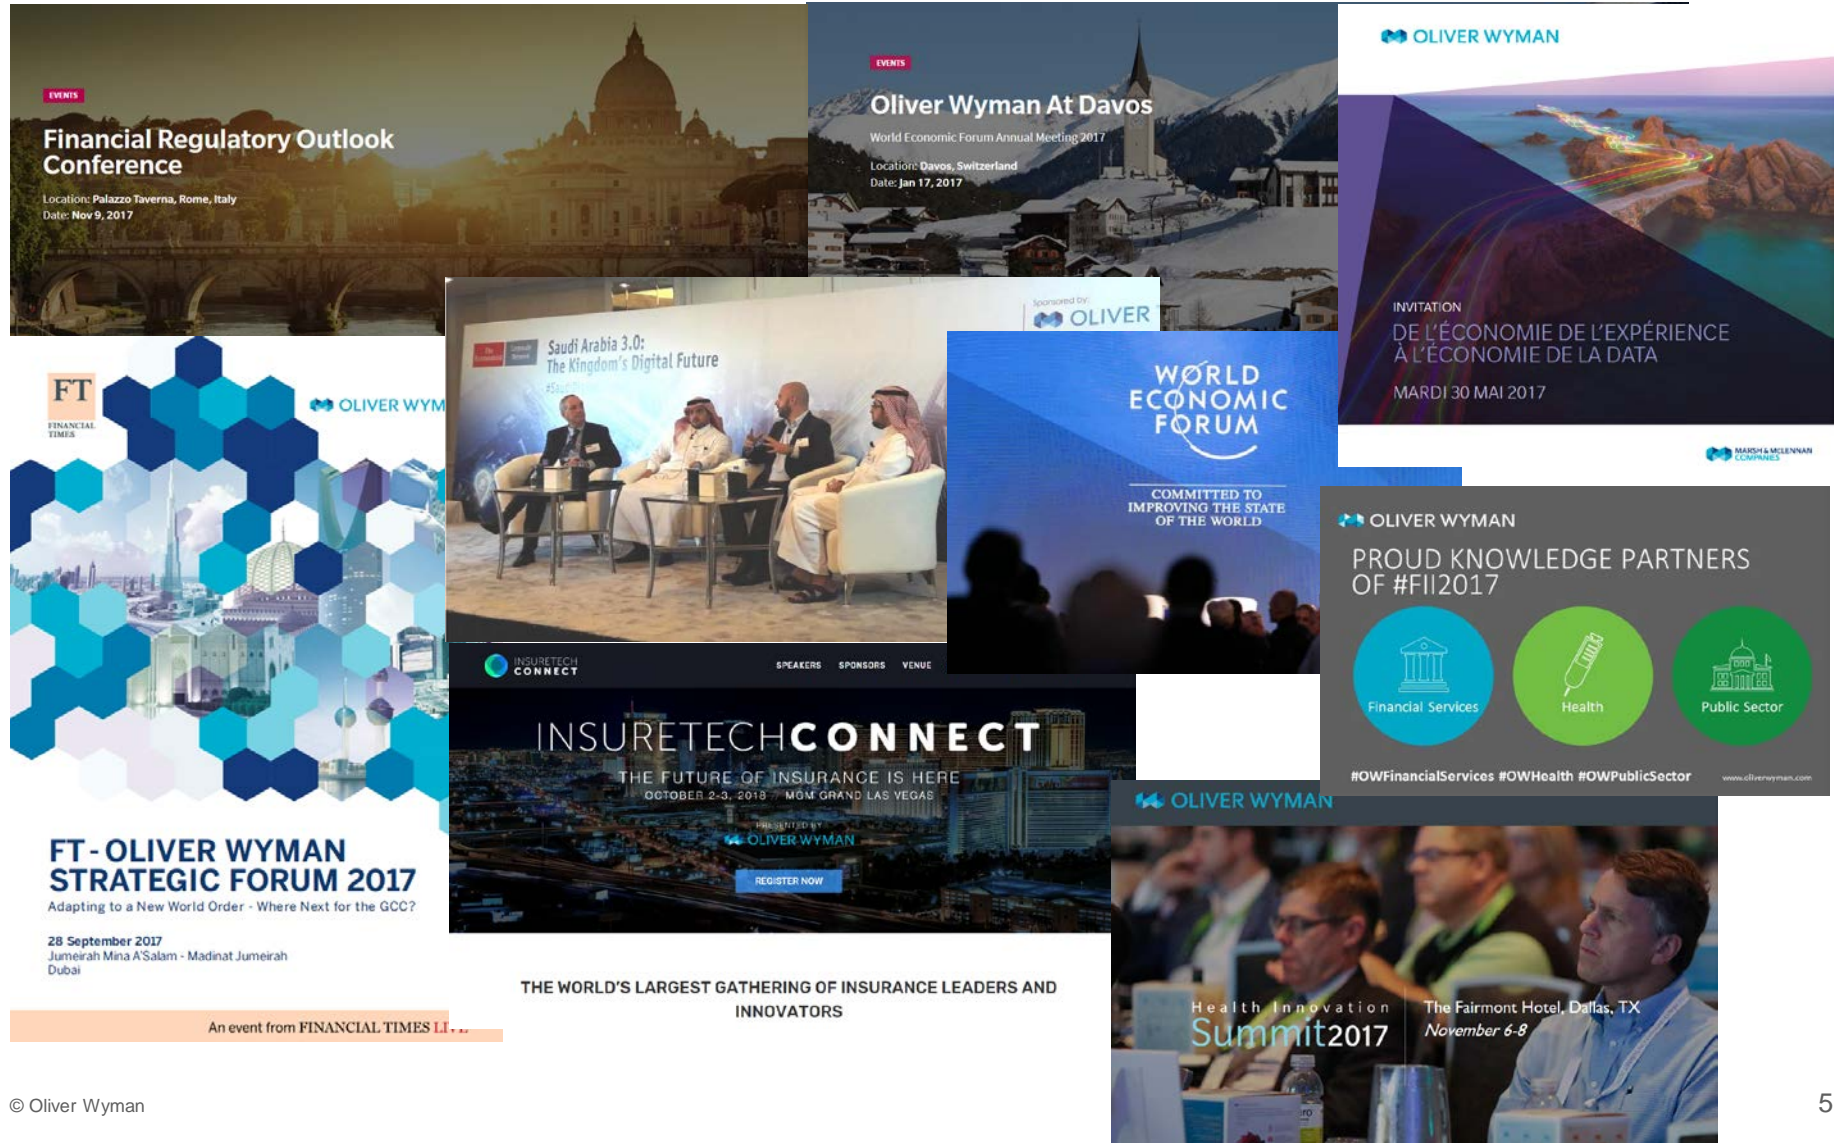 EVENTS
Financial Regulatory Outlook
Conference
Location: Palazzo Taverna, Rome, Italy
Date: Nov 9, 2017
EVENTS
Oliver Wyman At Davos
World Economic Forum Annual Meeting 2017
Location: Davos, Switzerland
Date: Jan 17, 2017
OLIVER WYMAN
INVITATION
DE L'ÉCONOMIE DE L'EXPÉRIENCE
À L'ÉCONOMIE DE LA DATA
MARDI 30 MAI 2017
MARSH & MCLENNAN
COMPANIES
FT
FINANCIAL
TIMES
OLIVER WYM
FT - OLIVER WYMAN
STRATEGIC FORUM 2017
Adapting to a New World Order - Where Next for the GCC?
28 September 2017
Jumeirah Mina A'Salam - Madinat Jumeirah
Dubai
An event from FINANCIAL TIMES
Sponsored by:
OLIVER
The
Economist
Saudi Arabia 3.0:
The Kingdom's Digital Future
WORLD
ECONOMIC
FORUM
COMMITTED TO
IMPROVING THE STATE
OF THE WORLD
OLIVER WYMAN
PROUD KNOWLEDGE PARTNERS
OF #FII2017
Financial Services
Health
Public Sector
#OWFinancialServices #OWHealth #OWPublicSector
www.oliverwyman.com
INSURETECH
CONNECT
SPEAKERS SPONSORS VENUE
INSURETECHCONNECT
THE FUTURE OF INSURANCE IS HERE
OCTOBER 2-3, 2018 // MGM GRAND LAS VEGAS
PRESENTED BY
OLIVER WYMAN
REGISTER NOW
THE WORLD'S LARGEST GATHERING OF INSURANCE LEADERS AND
INNOVATORS
OLIVER WYMAN
Health Innovation
Summit2017
The Fairmont Hotel, Dallas, TX
November 6-8
© Oliver Wyman
5